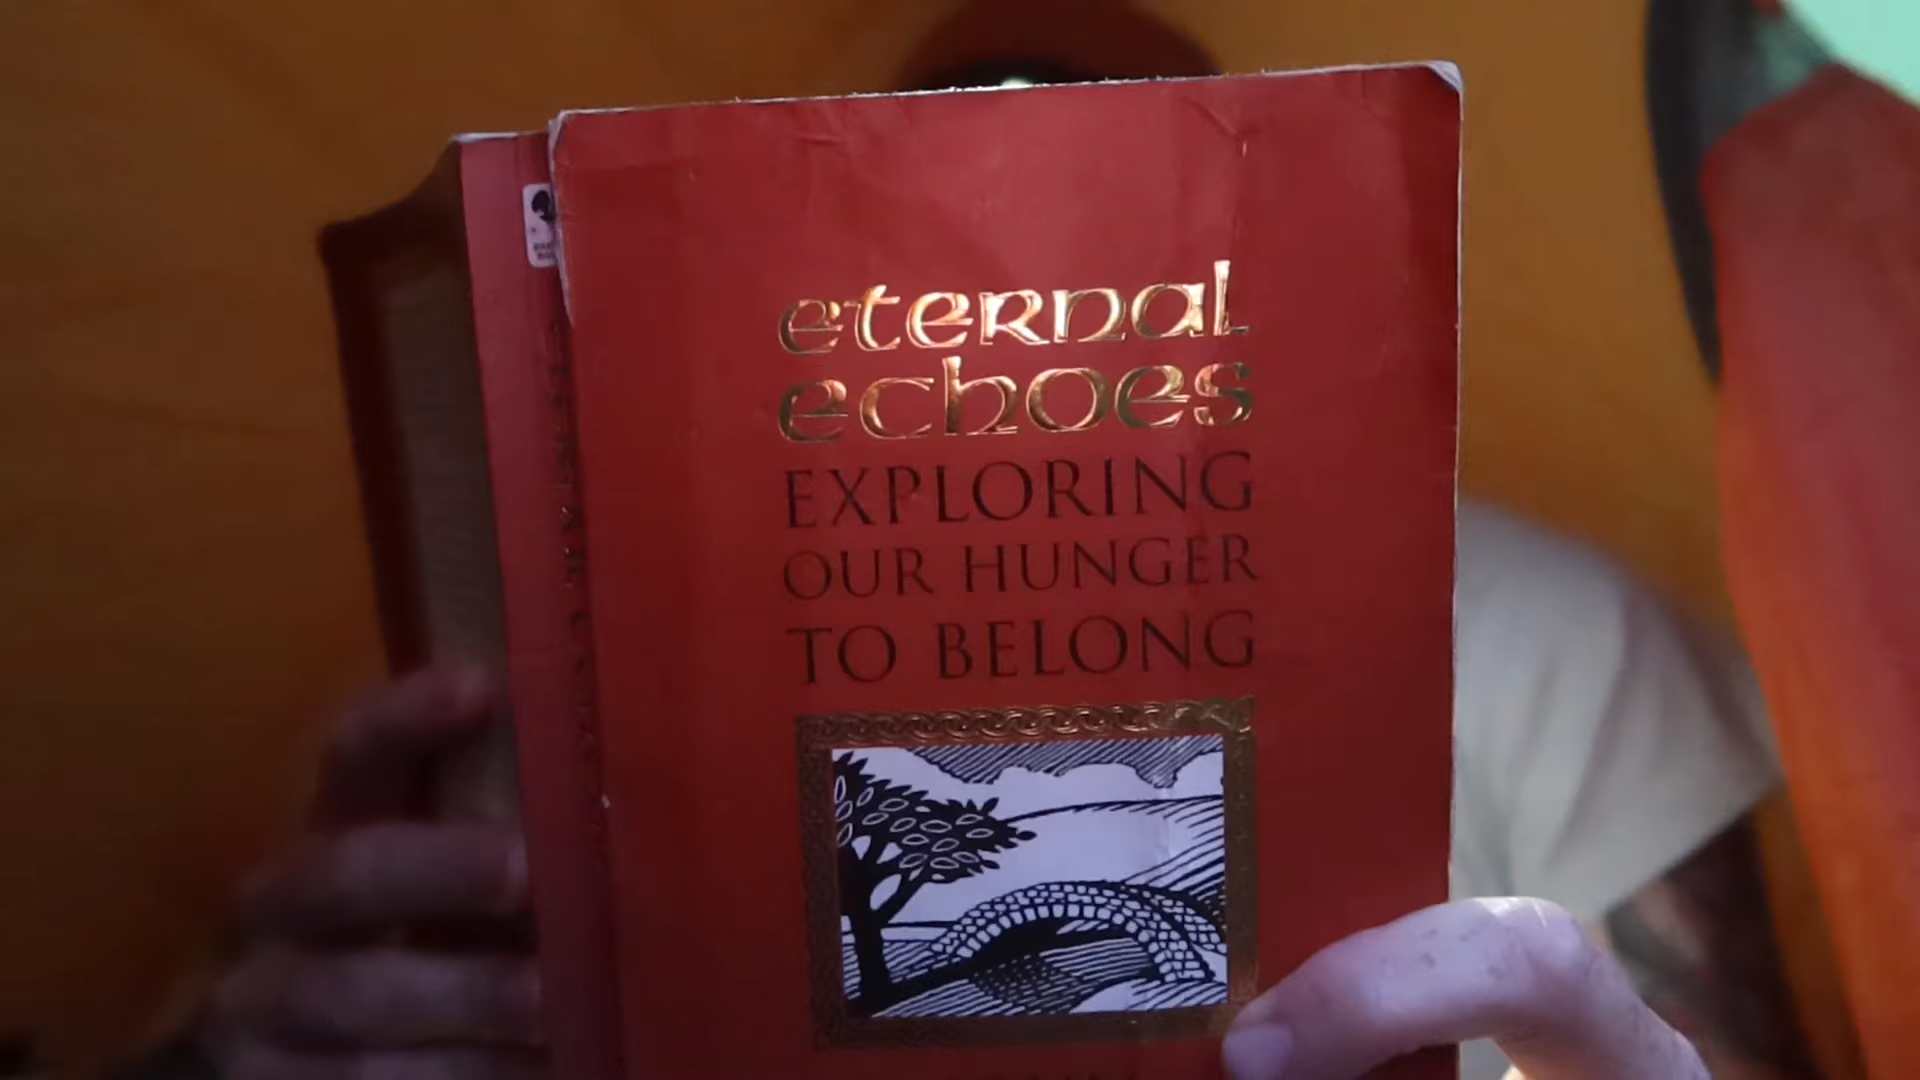 eternal
echoes
EXPLORING
OUR HUNGER
TO BELONG